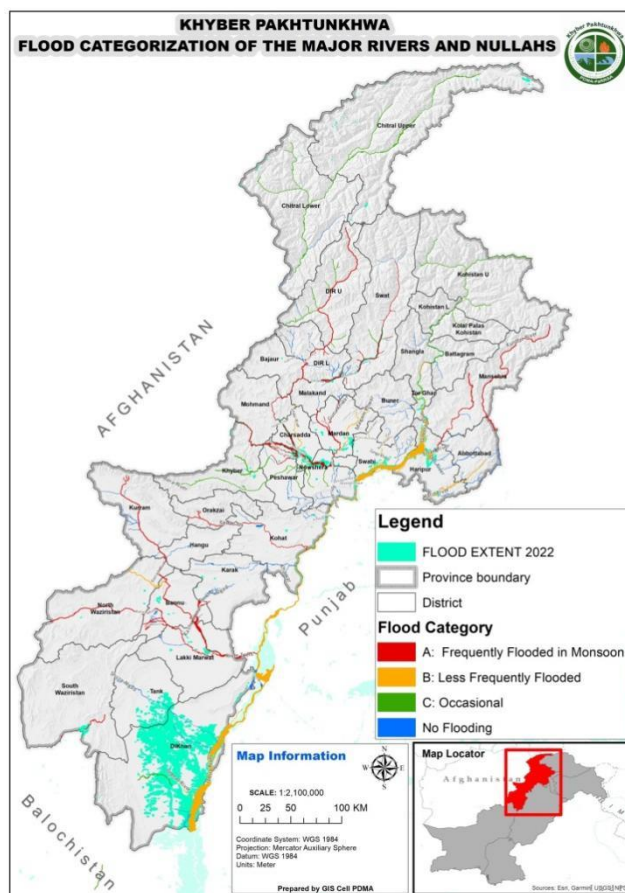 KHYBER PAKHTUNKHWA
FLOOD CATEGORIZATION OF THE MAJOR RIVERS AND NULLAHS
Khyber Pakhtunkhwa
Chitral Upper
Chitral Lower
Kohistan U
DIR U
Swat
Kohistan L
Kolai Palas
Kohistan
AFGHANISTAN
Shangla
Battagram
Bajaur
DIR L
Mansehra
Malakand
Tor Ghar
Mohmand
Buner
Charsadda
Mardan
Abbottabad
Swabi
Khyber
Nowshera
Haripur
Peshawar
Kurram
Orakzai
Hangu
Kohat
Karak
Punjab
North
Waziristan
Bannu
Lakki Marwat
South
Waziristan
Tank
DIKhan
Balochistan
Legend
FLOOD EXTENT 2022
Province boundary
District
Flood Category
A: Frequently Flooded in Monsoon
B: Less Frequently Flooded
C: Occasional
No Flooding
Map Information
N
W E
S
SCALE: 1:2,100,000
0 25 50 100 KM
Coordinate System: WGS 1984
Projection: Mercator Auxiliary Sphere
Datum: WGS 1984
Units: Meter
Prepared by GIS Cell PDMA
Map Locator
Afghanistan
Sources: Esri, Garmin, USGS, NPS